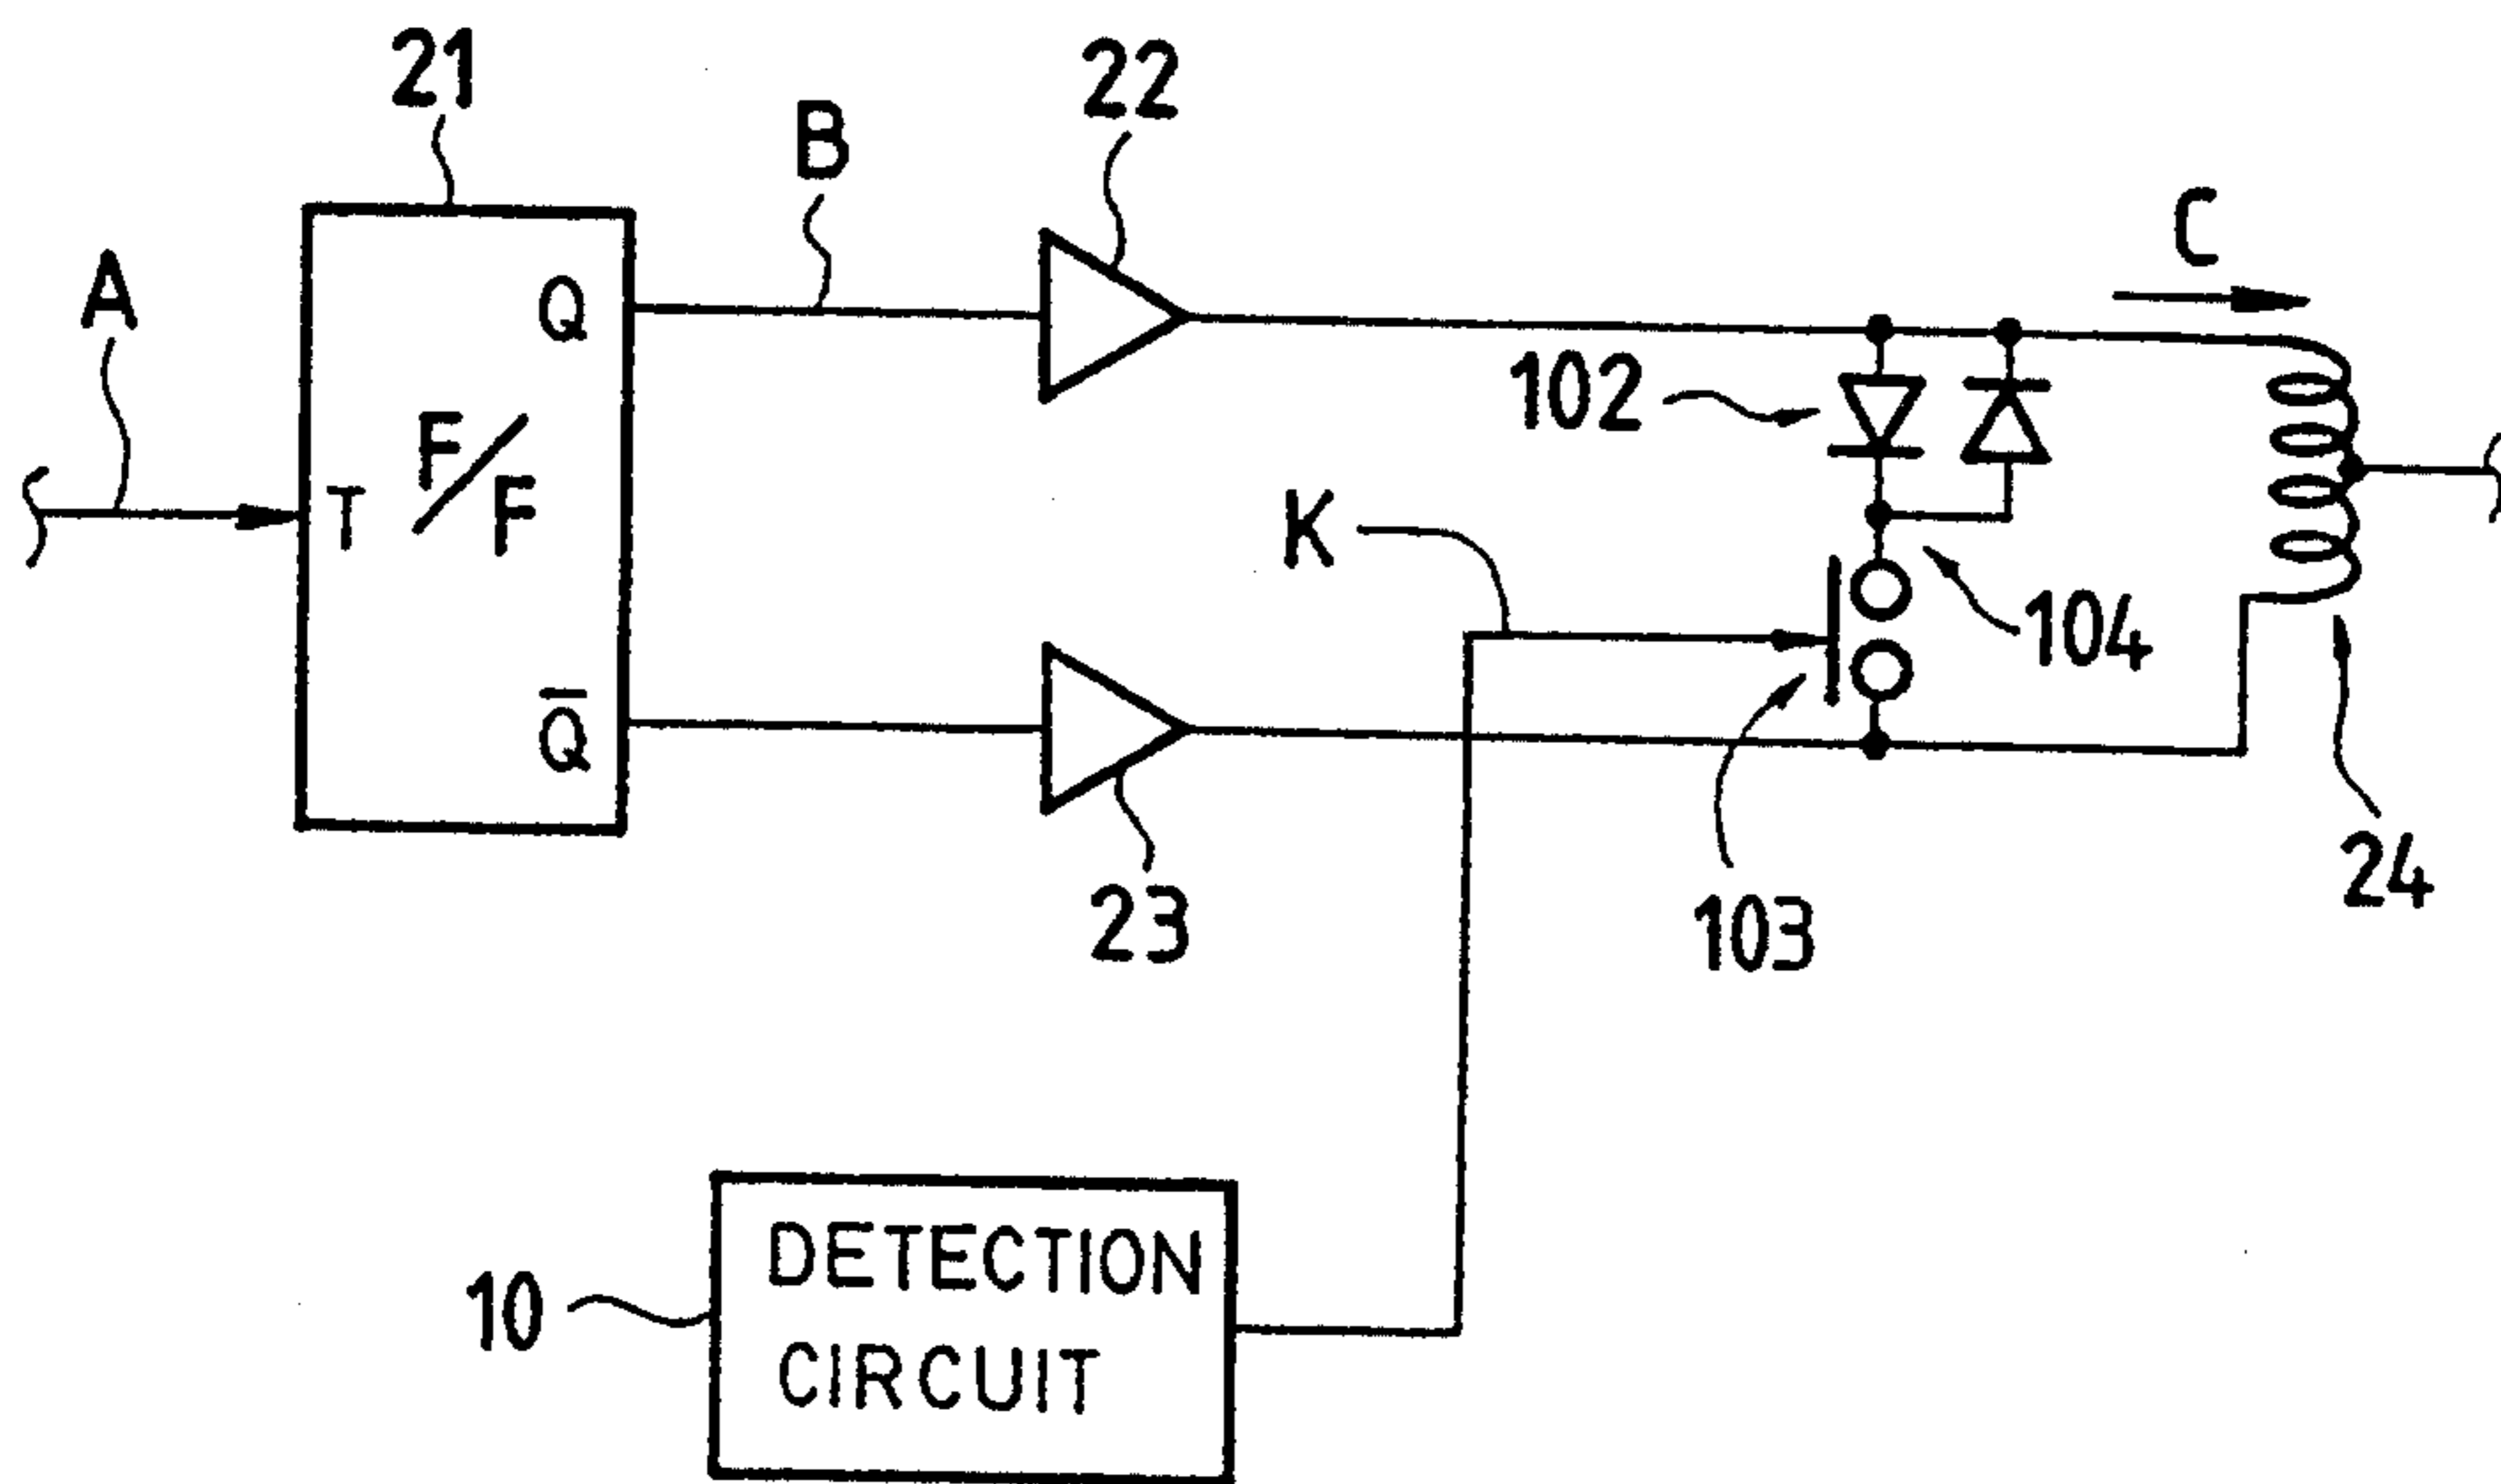 21
B
22
C
A
Q
102
T
F/F
K
104
Q̅
103
24
23
10
DETECTION
CIRCUIT